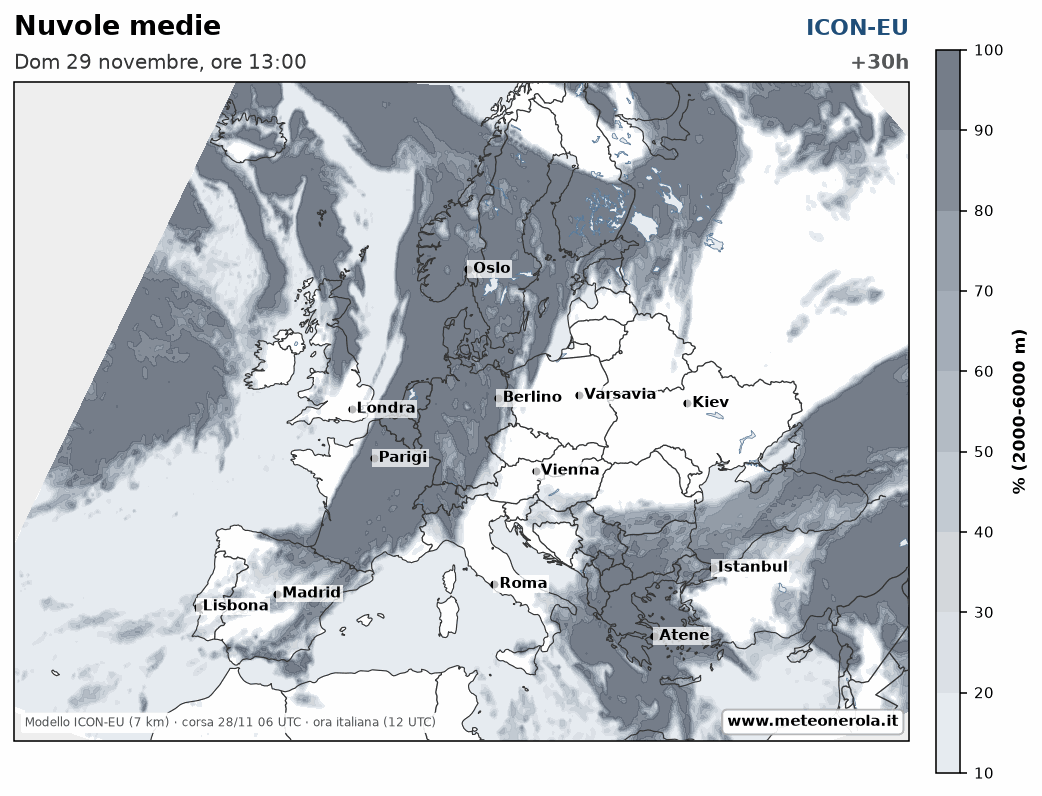 Nuvole medie
ICON-EU
Dom 29 novembre, ore 13:00
+30h
100
90
80
70
60
50
40
30
20
10
% (2000-6000 m)
Oslo
Berlino
Varsavia
Kiev
Londra
Parigi
Vienna
Istanbul
Roma
Madrid
Lisbona
Atene
Modello ICON-EU (7 km) · corsa 28/11 06 UTC · ora italiana (12 UTC)
www.meteonerola.it